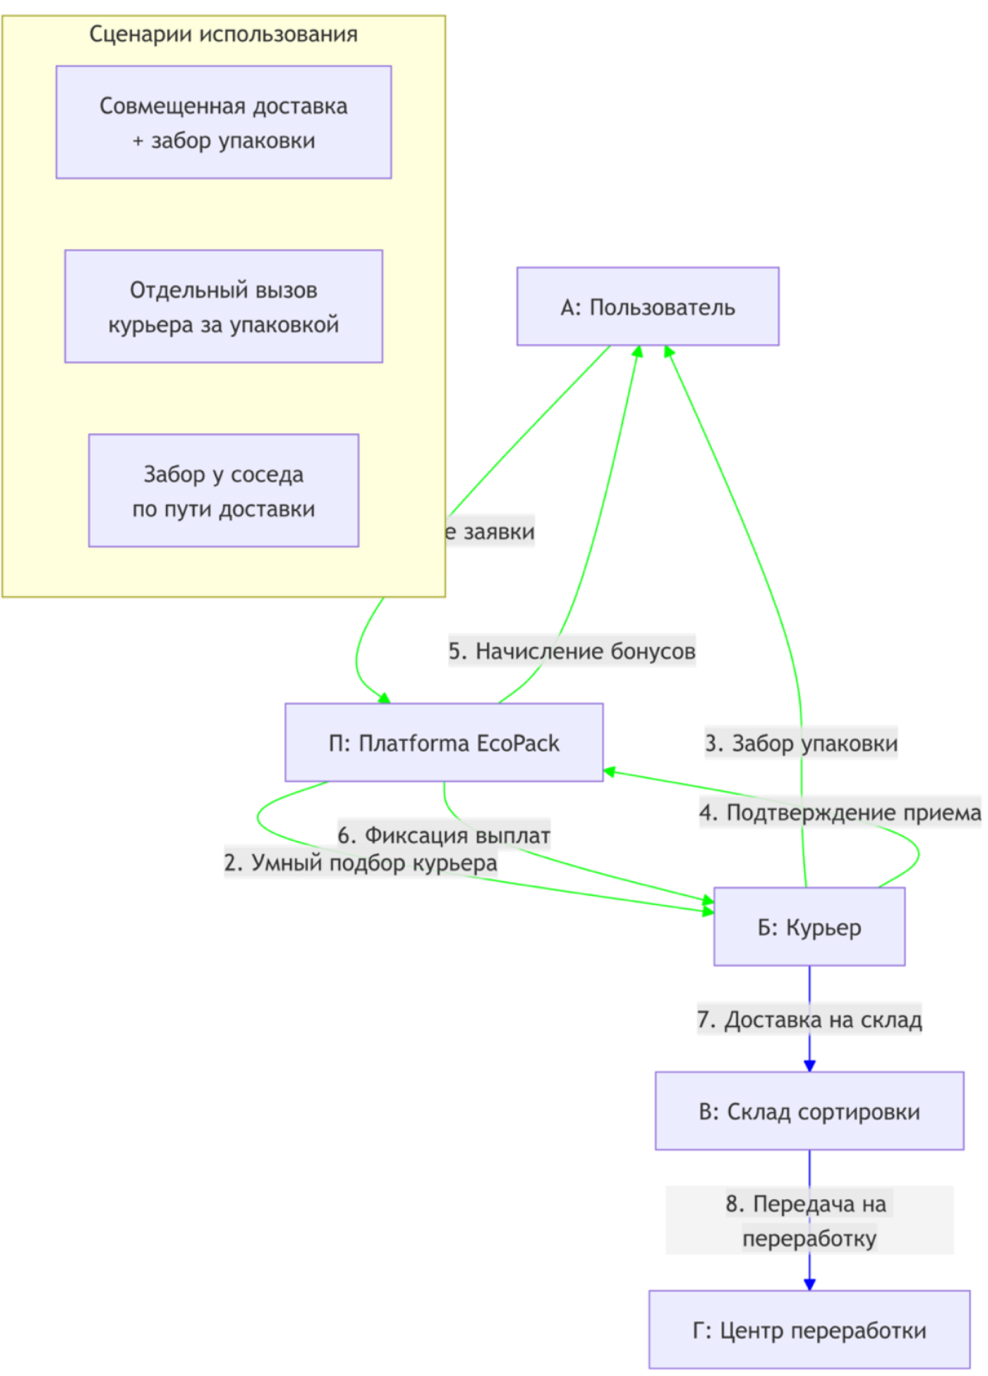 Сценарии использования
Совмещенная доставка
+ забор упаковки
Отдельный вызов
курьера за упаковкой
А: Пользователь
Забор у соседа
по пути доставки
е заявки
5. Начисление бонусов
П: Платforma EcoPack
3. Забор упаковки
4. Подтверждение приема
6. Фиксация выплат
2. Умный подбор курьера
Б: Курьер
7. Доставка на склад
В: Склад сортировки
8. Передача на
переработку
Г: Центр переработки